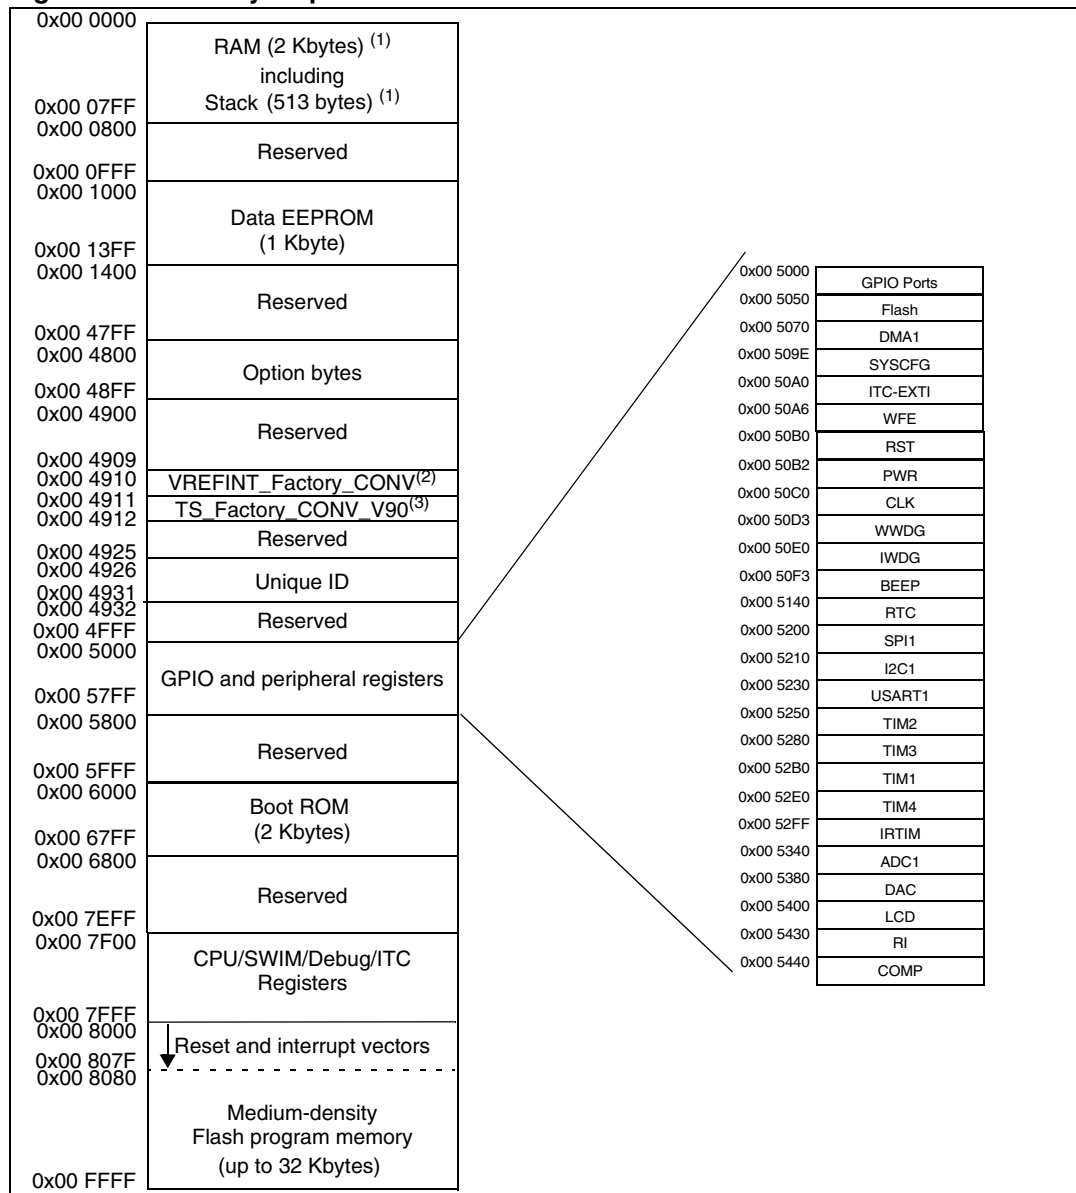 0x00 0000
RAM (2 Kbytes) (1)
including
Stack (513 bytes) (1)
0x00 07FF
0x00 0800
Reserved
0x00 0FFF
0x00 1000
Data EEPROM
(1 Kbyte)
0x00 13FF
0x00 1400
Reserved
0x00 47FF
0x00 4800
Option bytes
0x00 48FF
0x00 4900
Reserved
0x00 4909
0x00 4910
VREFINT_Factory_CONV(2)
0x00 4911
TS_Factory_CONV_V90(3)
0x00 4912
Reserved
0x00 4925
0x00 4926
Unique ID
0x00 4931
0x00 4932
Reserved
0x00 4FFF
0x00 5000
GPIO and peripheral registers
0x00 57FF
0x00 5800
Reserved
0x00 5FFF
0x00 6000
Boot ROM
(2 Kbytes)
0x00 67FF
0x00 6800
Reserved
0x00 7EFF
0x00 7F00
CPU/SWIM/Debug/ITC
Registers
0x00 7FFF
0x00 8000
Reset and interrupt vectors
0x00 807F
0x00 8080
Medium-density
Flash program memory
(up to 32 Kbytes)
0x00 FFFF
0x00 5000
GPIO Ports
0x00 5050
Flash
0x00 5070
DMA1
0x00 509E
SYSCFG
0x00 50A0
ITC-EXTI
0x00 50A6
WFE
0x00 50B0
RST
0x00 50B2
PWR
0x00 50C0
CLK
0x00 50D3
WWDG
0x00 50E0
IWDG
0x00 50F3
BEEP
0x00 5140
RTC
0x00 5200
SPI1
0x00 5210
I2C1
0x00 5230
USART1
0x00 5250
TIM2
0x00 5280
TIM3
0x00 52B0
TIM1
0x00 52E0
TIM4
0x00 52FF
IRTIM
0x00 5340
ADC1
0x00 5380
DAC
0x00 5400
LCD
0x00 5430
RI
0x00 5440
COMP